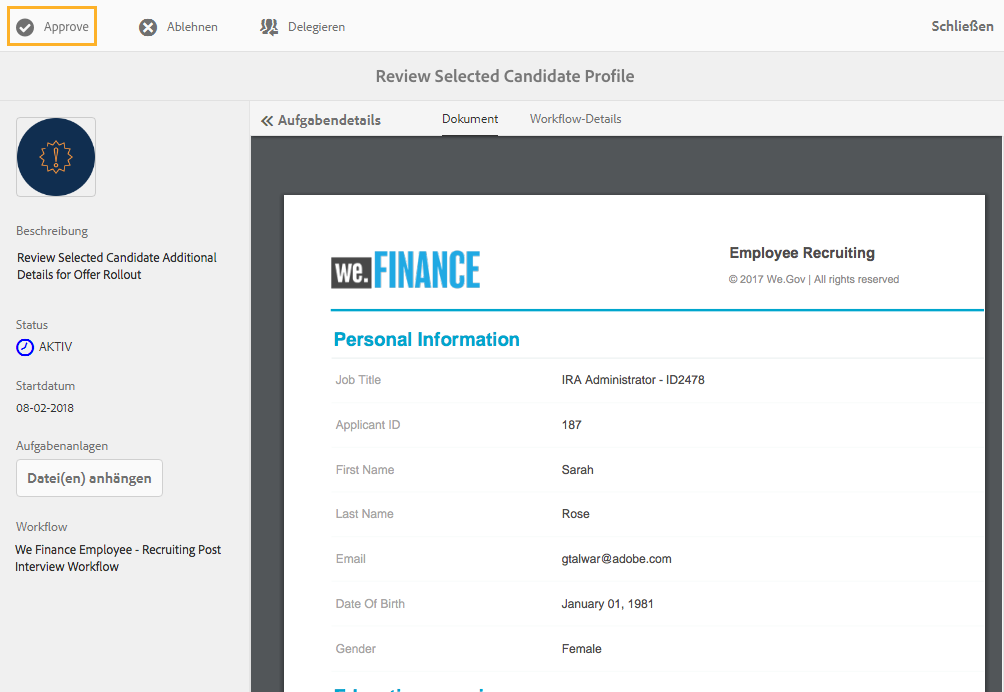 Approve Ablehnen Delegieren Schließen
Review Selected Candidate Profile
Aufgabendetails Dokument Workflow-Details
Beschreibung
Review Selected Candidate Additional
Details for Offer Rollout
Status
AKTIV
Startdatum
08-02-2018
Aufgabenanlagen
Datei(en) anhängen
Workflow
We Finance Employee - Recruiting Post
Interview Workflow
we.FINANCE
Employee Recruiting
© 2017 We.Gov | All rights reserved
Personal Information
Job Title IRA Administrator - ID2478
Applicant ID 187
First Name Sarah
Last Name Rose
Email gtalwar@adobe.com
Date Of Birth January 01, 1981
Gender Female